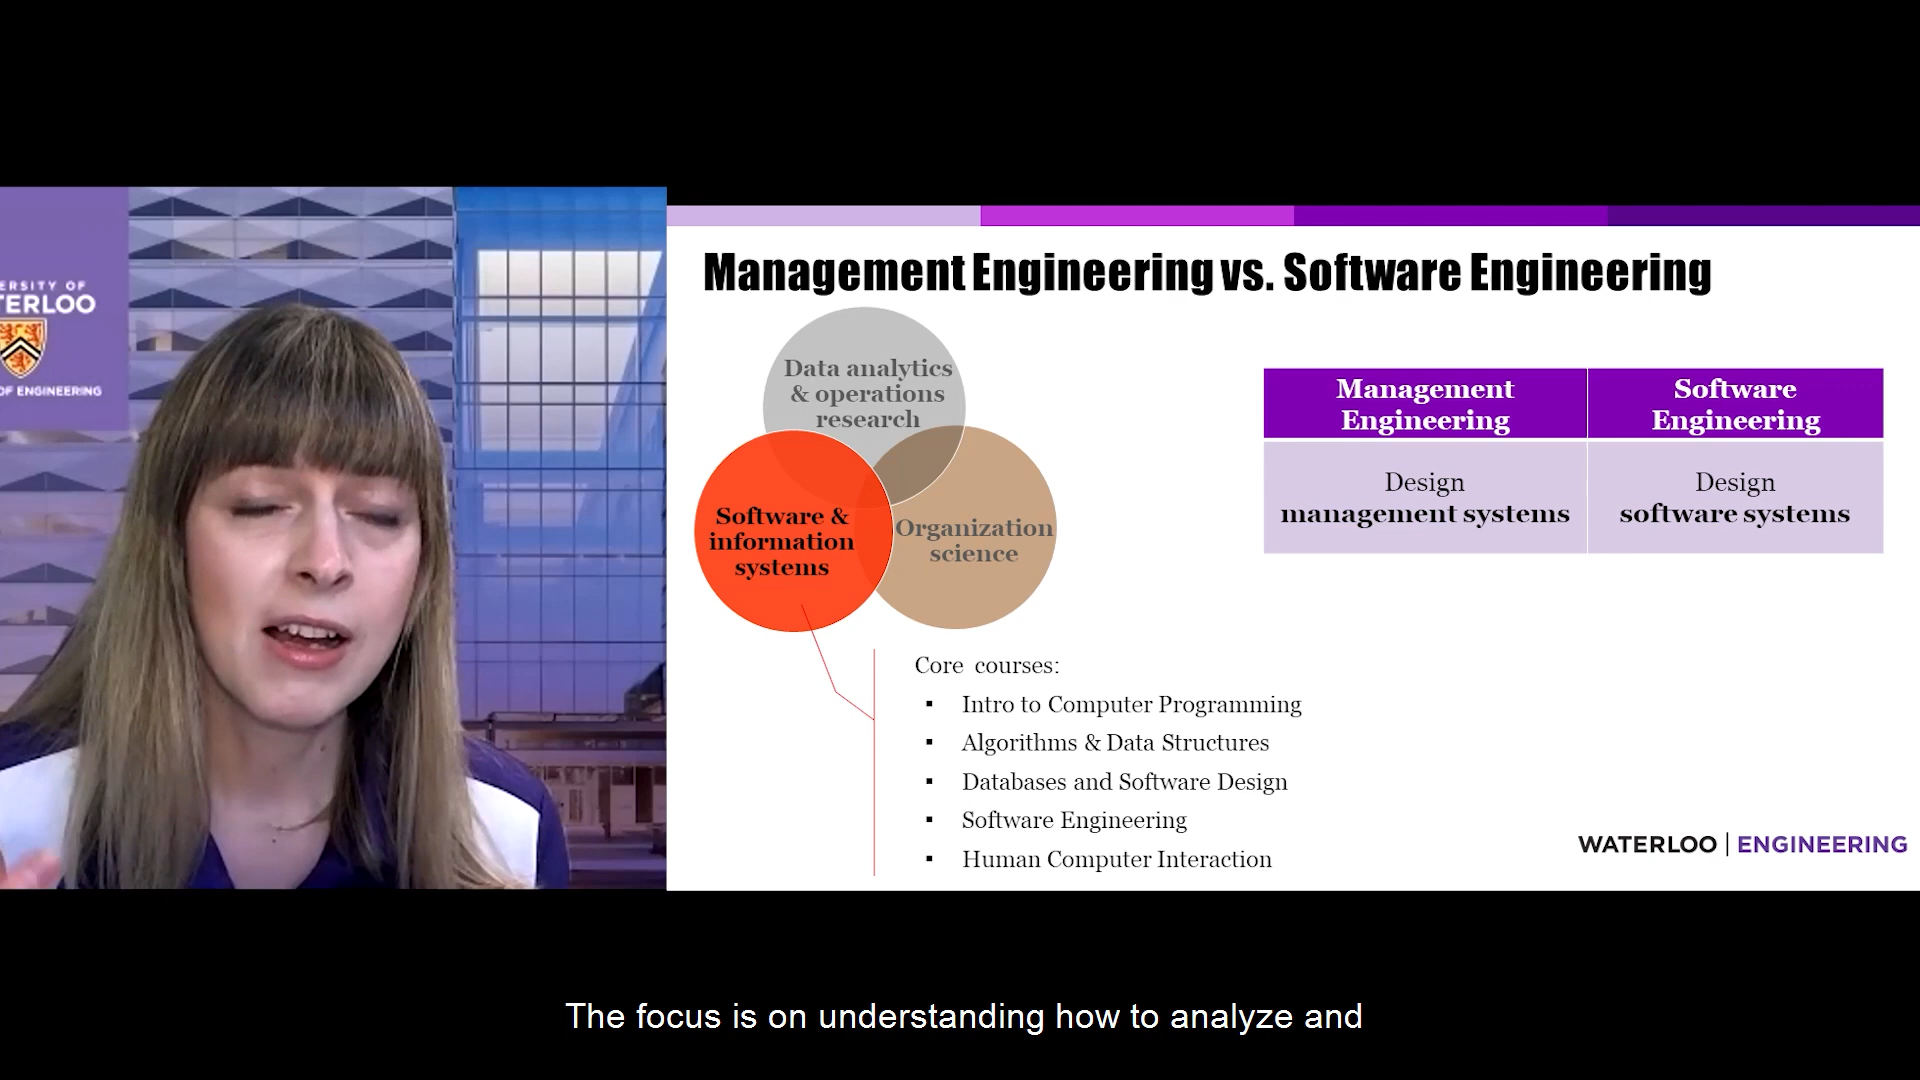 ERSITY OF
TERLOO
OF ENGINEERING
Management Engineering vs. Software Engineering
Data analytics
& operations
research
Software &
information
systems
Organization
science
Management
Engineering
Software
Engineering
Design
management systems
Design
software systems
Core courses:
▪ Intro to Computer Programming
▪ Algorithms & Data Structures
▪ Databases and Software Design
▪ Software Engineering
▪ Human Computer Interaction
WATERLOO | ENGINEERING
The focus is on understanding how to analyze and